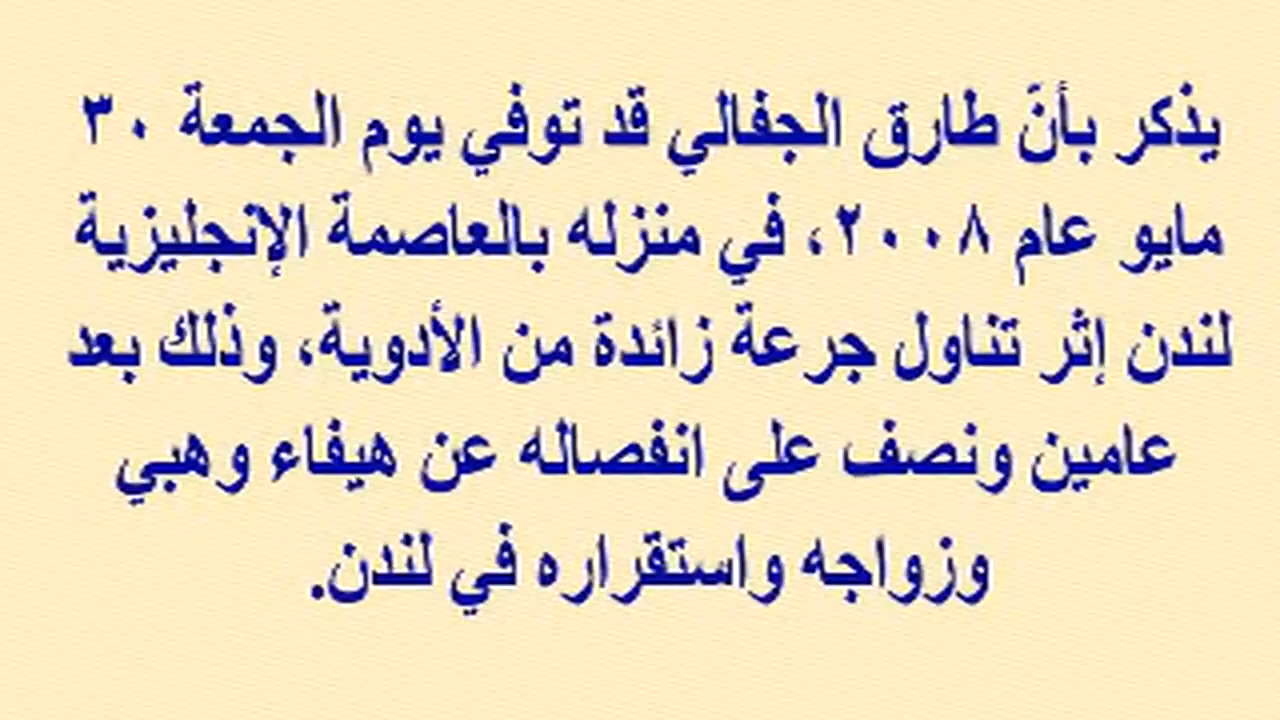 يذكر بأنّ طارق الجفالي قد توفي يوم الجمعة ٣٠
مايو عام ٢٠٠٨، في منزله بالعاصمة الإنجليزية
لندن إثر تناول جرعة زائدة من الأدوية، وذلك بعد
عامين ونصف على انفصاله عن هيفاء وهبي
وزواجه واستقراره في لندن.